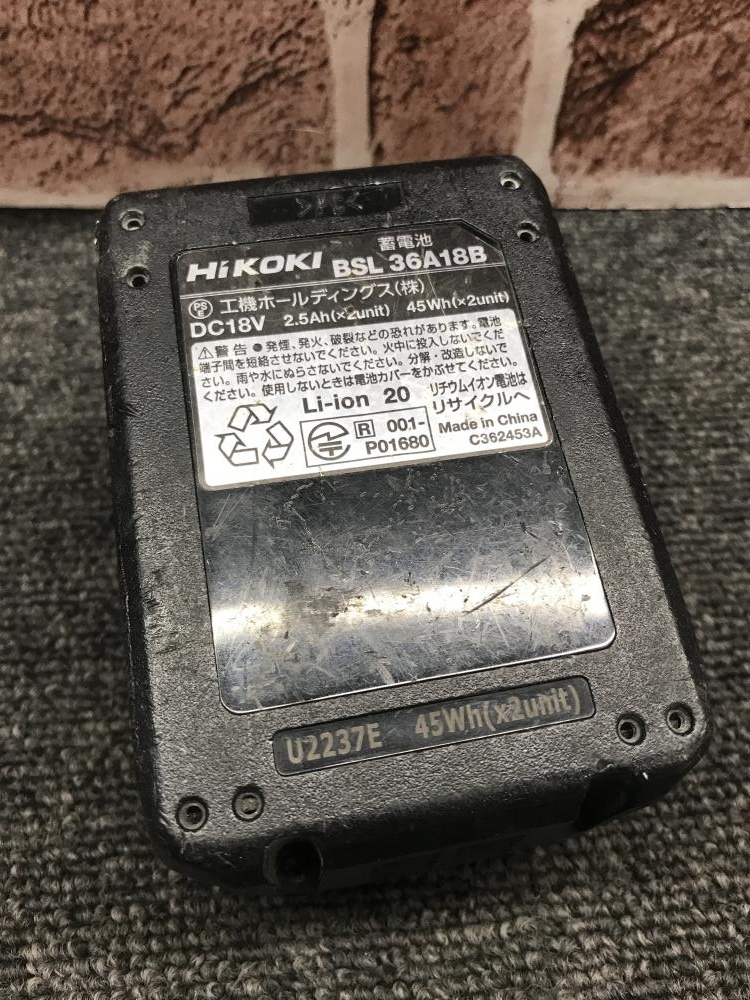 蓄電池
HiKOKI BSL 36A18B
PSE 工機ホールディングス(株)
DC18V 2.5Ah(×2unit) 45Wh(×2unit)
⚠警告 ●発煙、発火、破裂などの恐れがあります。電池
端子間を短絡させないでください。火中に投入しないでくだ
さい。雨や水にぬらさないでください。分解・改造しないで
ください。使用しないときは電池カバーをかぶせてください。
Li-ion 20 リチウムイオン電池は
リサイクルへ
R 001-
P01680
Made in China
C362453A
U2237E 45Wh(x2unit)